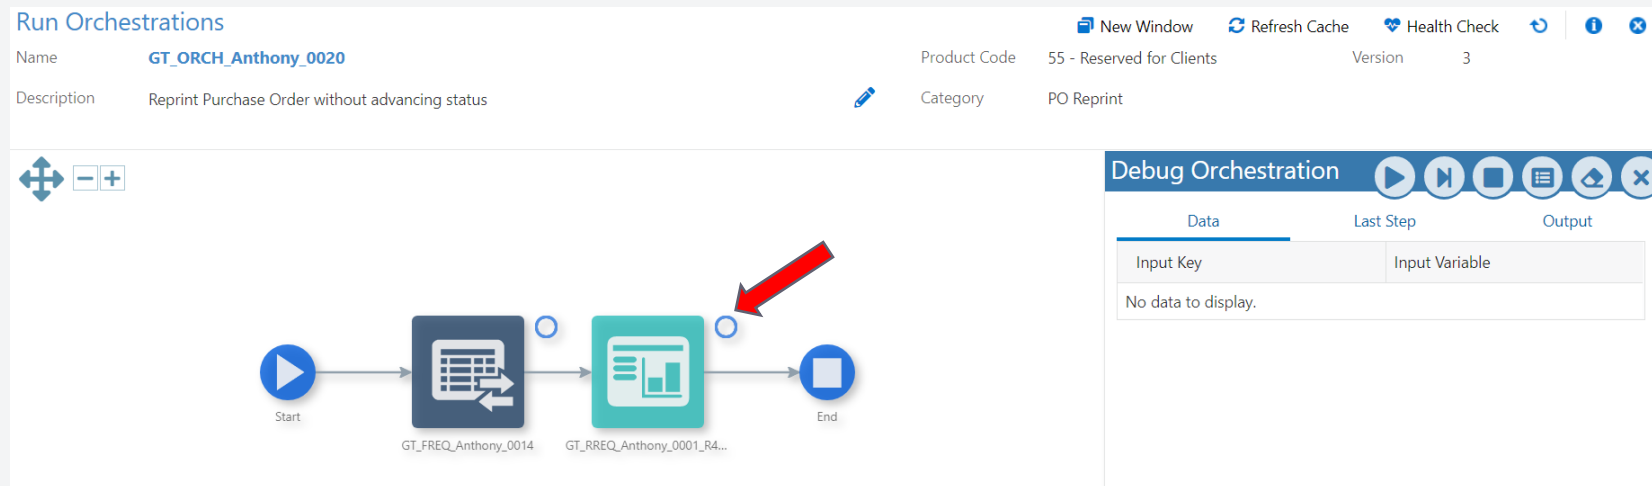 Run Orchestrations
New Window Refresh Cache Health Check
Name GT_ORCH_Anthony_0020 Product Code 55 - Reserved for Clients Version 3
Description Reprint Purchase Order without advancing status Category PO Reprint
Debug Orchestration
Data Last Step Output
Input Key Input Variable
No data to display.
Start End
GT_FREQ_Anthony_0014 GT_RREQ_Anthony_0001_R4...